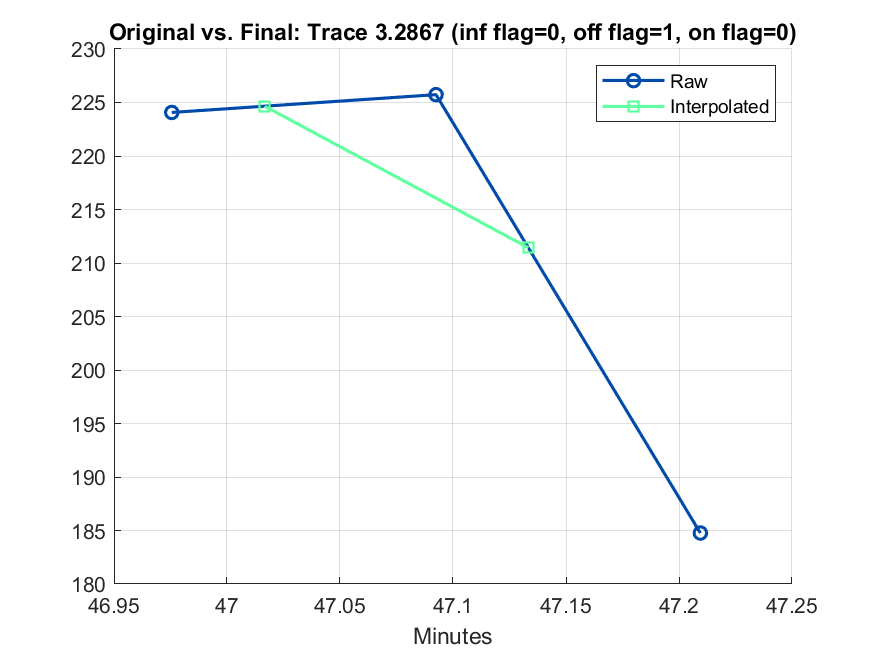 Original vs. Final: Trace 3.2867 (inf flag=0, off flag=1, on flag=0)
230
225
220
215
210
205
200
195
190
185
180
Raw
Interpolated
46.95 47 47.05 47.1 47.15 47.2 47.25
Minutes